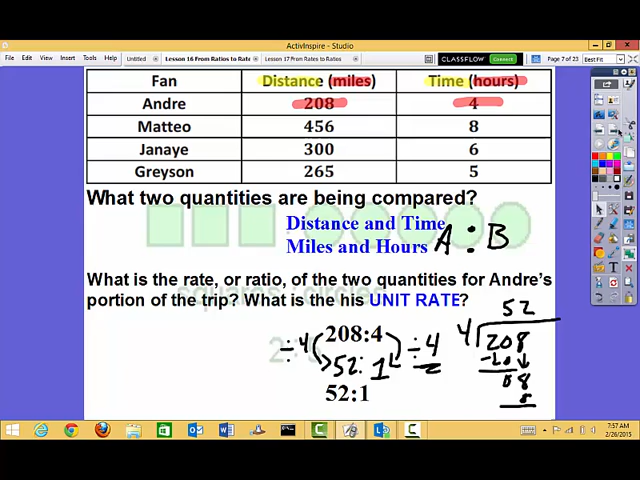 ActivInspire - Studio
File Edit View Insert Tools Help Untitled Lesson 16 From Ratios to Rate Lesson 17 From Rates to Ratios CLASSFLOW Connect Page 7 of 23 Best Fit
Fan Distance (miles) Time (hours)
Andre 208 4
Matteo 456 8
Janaye 300 6
Greyson 265 5
What two quantities are being compared?
Distance and Time
Miles and Hours A : B
What is the rate, or ratio, of the two quantities for Andre's
portion of the trip? What is the his UNIT RATE?
squares : circles
÷4 208:4 ÷4
52:1
52:1
52
4 208
-20
08
8
7:57 AM
2/26/2015